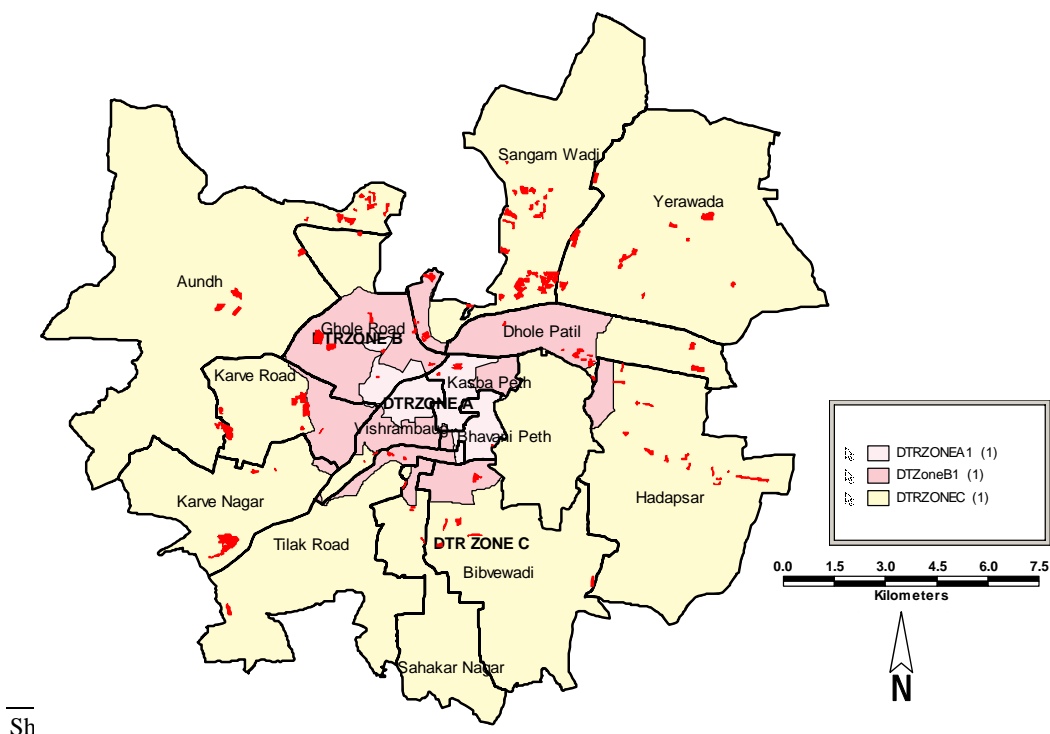 Sangam Wadi
Yerawada
Aundh
Ghole Road
DTRZONE B
Dhole Patil
Karve Road
Kasba Peth
DTRZONE A
Vishrambaug
Bhavani Peth
Karve Nagar
Hadapsar
Tilak Road
DTR ZONE C
Bibvewadi
Sahakar Nagar
DTRZONEA1 (1)
DTZoneB1 (1)
DTRZONEC (1)
0.0 1.5 3.0 4.5 6.0 7.5
Kilometers
N
Sh